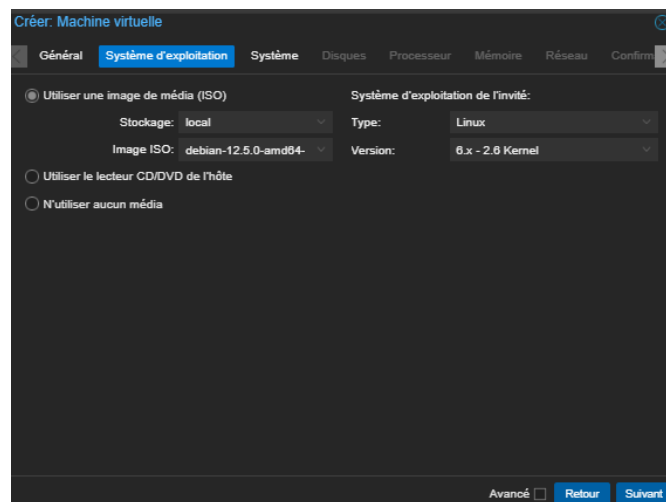 Créer: Machine virtuelle
Général Système d'exploitation Système Disques Processeur Mémoire Réseau Confirm
Utiliser une image de média (ISO) Système d'exploitation de l'invité:
Stockage: local Type: Linux
Image ISO: debian-12.5.0-amd64- Version: 6.x - 2.6 Kernel
Utiliser le lecteur CD/DVD de l'hôte
N'utiliser aucun média
Avancé Retour Suivant